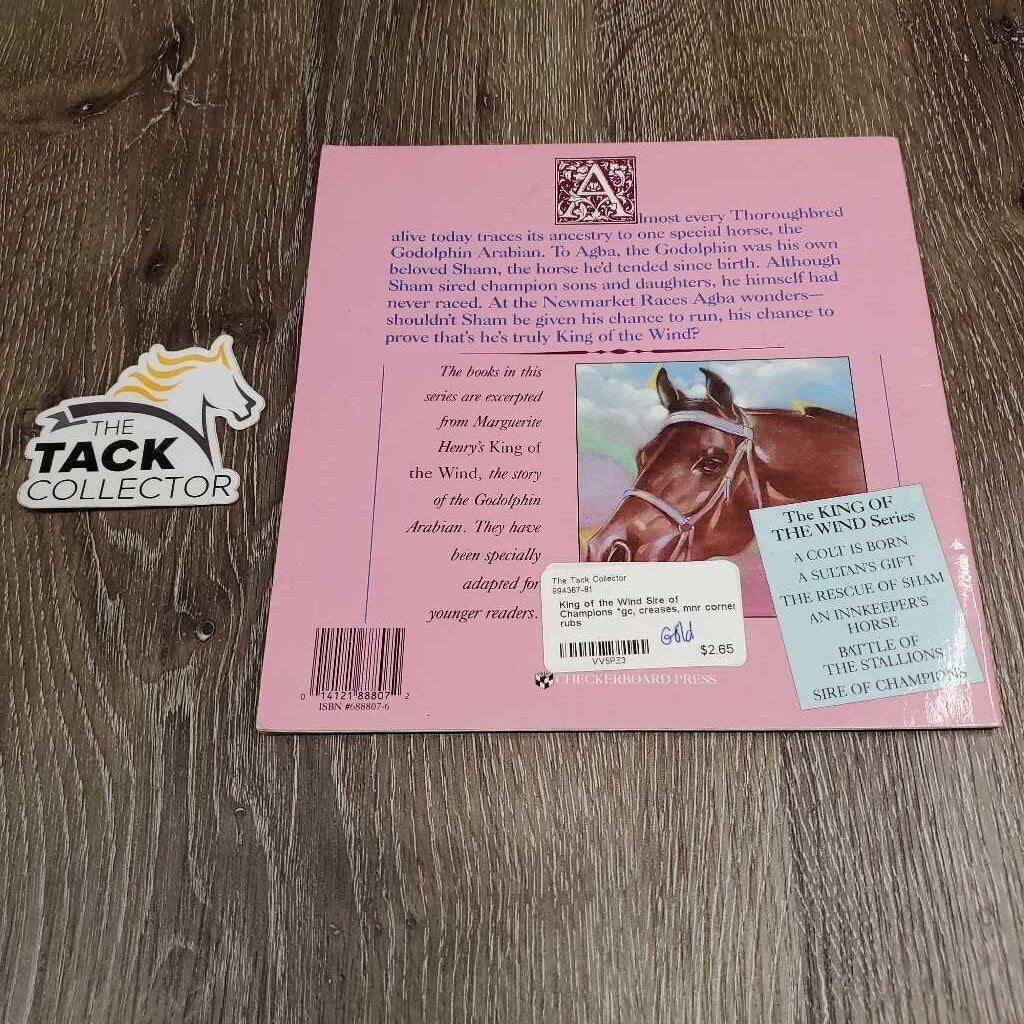 THE
TACK
COLLECTOR
Almost every Thoroughbred
alive today traces its ancestry to one special horse, the
Godolphin Arabian. To Agba, the Godolphin was his own
beloved Sham, the horse he'd tended since birth. Although
Sham sired champion sons and daughters, he himself had
never raced. At the Newmarket Races Agba wonders—
shouldn't Sham be given his chance to run, his chance to
prove that's he's truly King of the Wind?
The books in this
series are excerpted
from Marguerite
Henry's King of
the Wind, the story
of the Godolphin
Arabian. They have
been specially
adapted for
younger readers.
The KING OF
THE WIND Series
A COLT IS BORN
A SULTAN'S GIFT
THE RESCUE OF SHAM
AN INNKEEPER'S
HORSE
BATTLE OF
THE STALLIONS
SIRE OF CHAMPIONS
The Tack Collector
894387-81
King of the Wind Sire of
Champions *gc, creases, mnr corner
rubs
Gold
$2.65
VV5PZ3
CHECKERBOARD PRESS
0 14121 88807 2
ISBN #688807-6